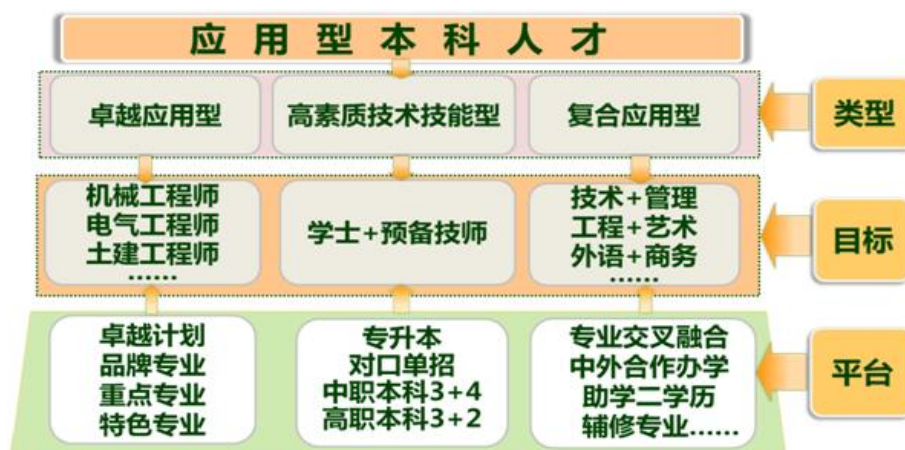 应用型本科人才
卓越应用型
高素质技术技能型
复合应用型
类型
机械工程师
电气工程师
土建工程师
……
学士+预备技师
技术+管理
工程+艺术
外语+商务
……
目标
卓越计划
品牌专业
重点专业
特色专业
专升本
对口单招
中职本科3+4
高职本科3+2
专业交叉融合
中外合作办学
助学二学历
辅修专业……
平台